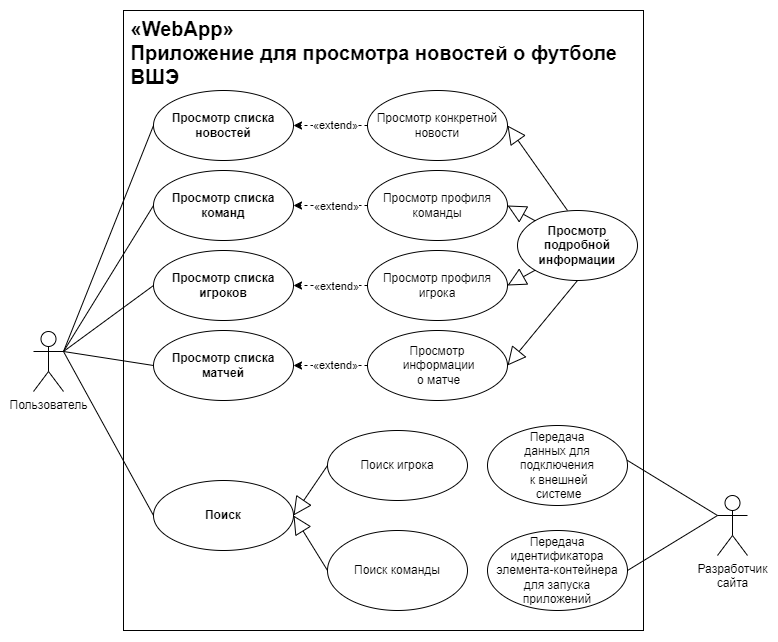 «WebApp»
Приложение для просмотра новостей о футболе
ВШЭ
Просмотр списка
новостей
«extend»
Просмотр конкретной
новости
Просмотр списка
команд
«extend»
Просмотр профиля
команды
Просмотр
подробной
информации
Просмотр списка
игроков
«extend»
Просмотр профиля
игрока
Просмотр списка
матчей
«extend»
Просмотр
информации
о матче
Пользователь
Поиск
Поиск игрока
Поиск команды
Передача
данных для
подключения
к внешней
системе
Передача
идентификатора
элемента-контейнера
для запуска
приложений
Разработчик
сайта